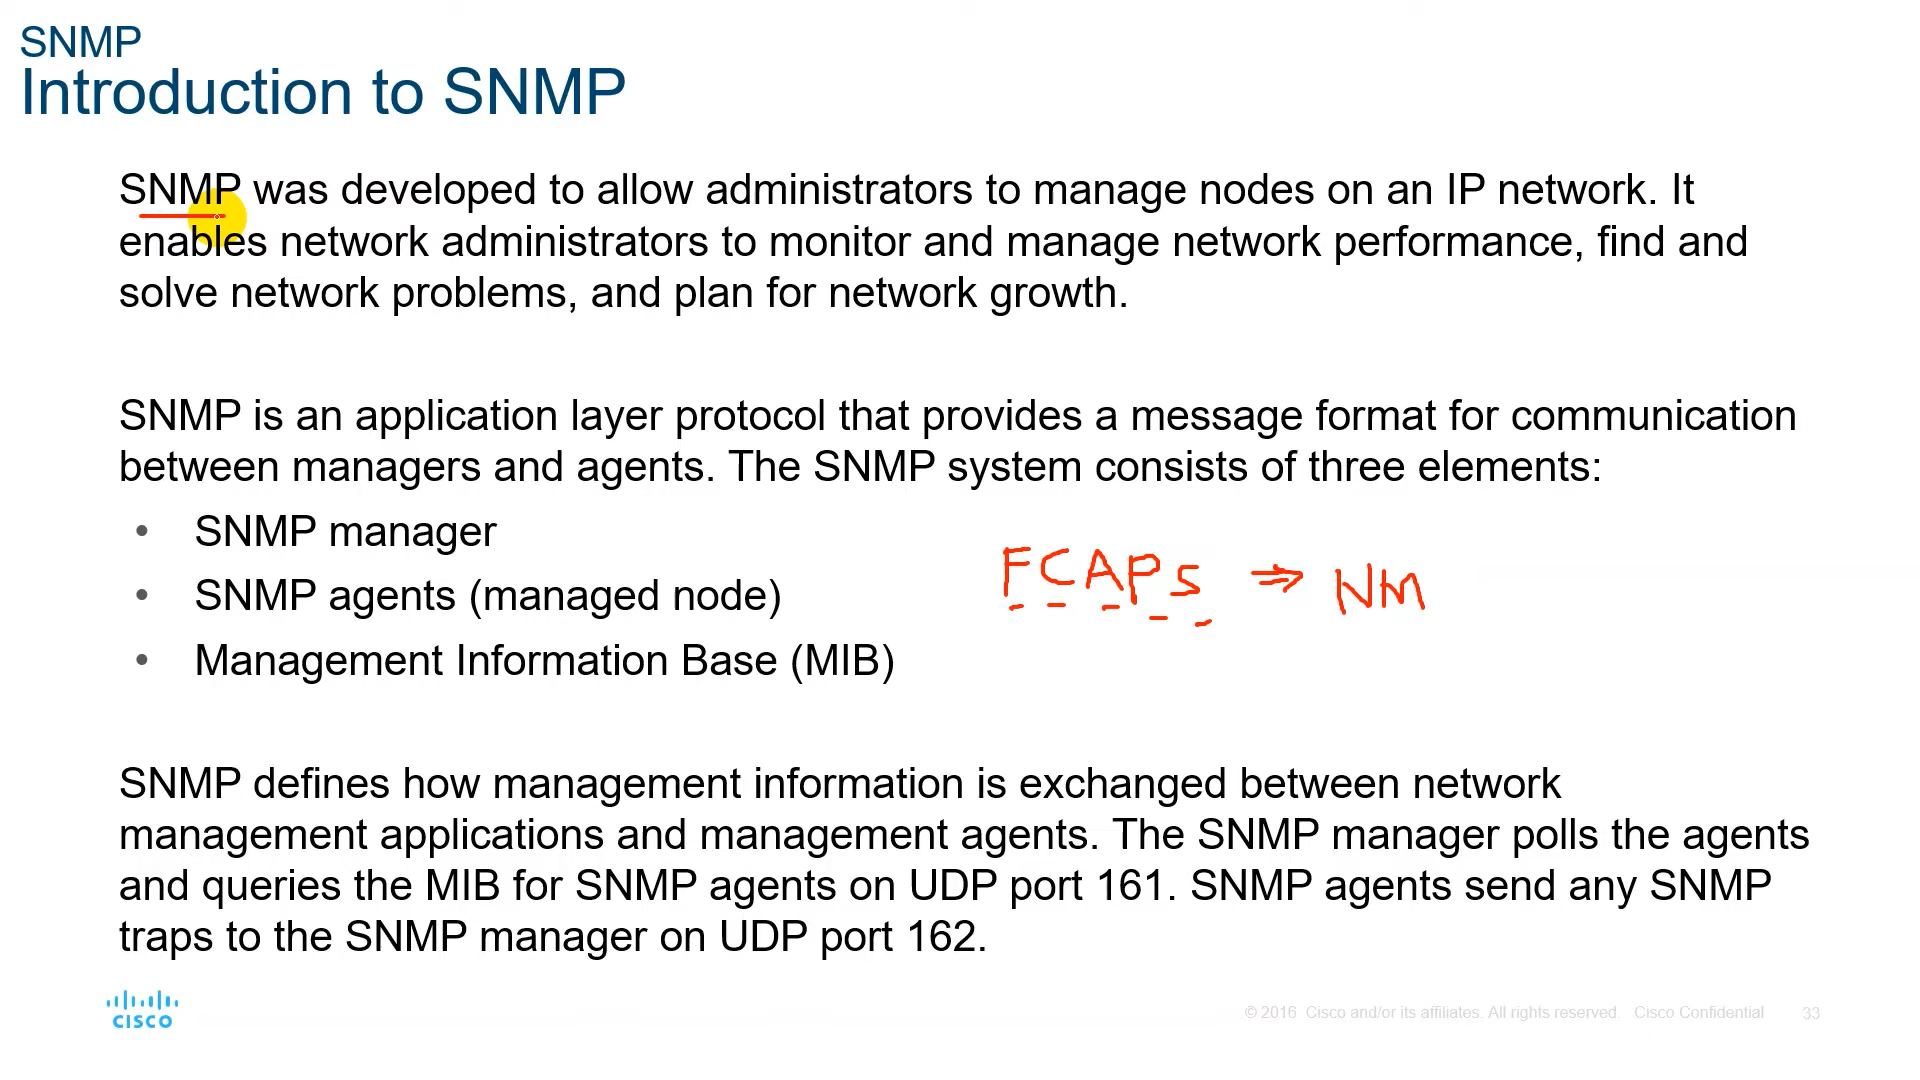 SNMP
Introduction to SNMP
SNMP was developed to allow administrators to manage nodes on an IP network. It
enables network administrators to monitor and manage network performance, find and
solve network problems, and plan for network growth.
SNMP is an application layer protocol that provides a message format for communication
between managers and agents. The SNMP system consists of three elements:
• SNMP manager
• SNMP agents (managed node)
• Management Information Base (MIB)
FCAPS ⇒ NM
SNMP defines how management information is exchanged between network
management applications and management agents. The SNMP manager polls the agents
and queries the MIB for SNMP agents on UDP port 161. SNMP agents send any SNMP
traps to the SNMP manager on UDP port 162.
CISCO
© 2016 Cisco and/or its affiliates. All rights reserved. Cisco Confidential 33